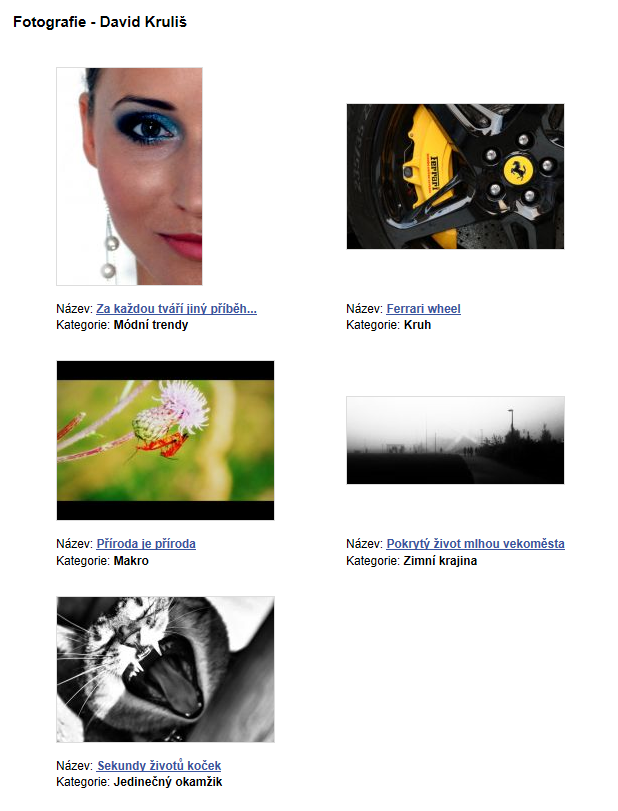 Fotografie - David Kruliš
Ferrari
Název: Za každou tváří jiný příběh...
Kategorie: Módní trendy
Název: Ferrari wheel
Kategorie: Kruh
Název: Příroda je příroda
Kategorie: Makro
Název: Pokrytý život mlhou vekoměsta
Kategorie: Zimní krajina
Název: Sekundy životů koček
Kategorie: Jedinečný okamžik